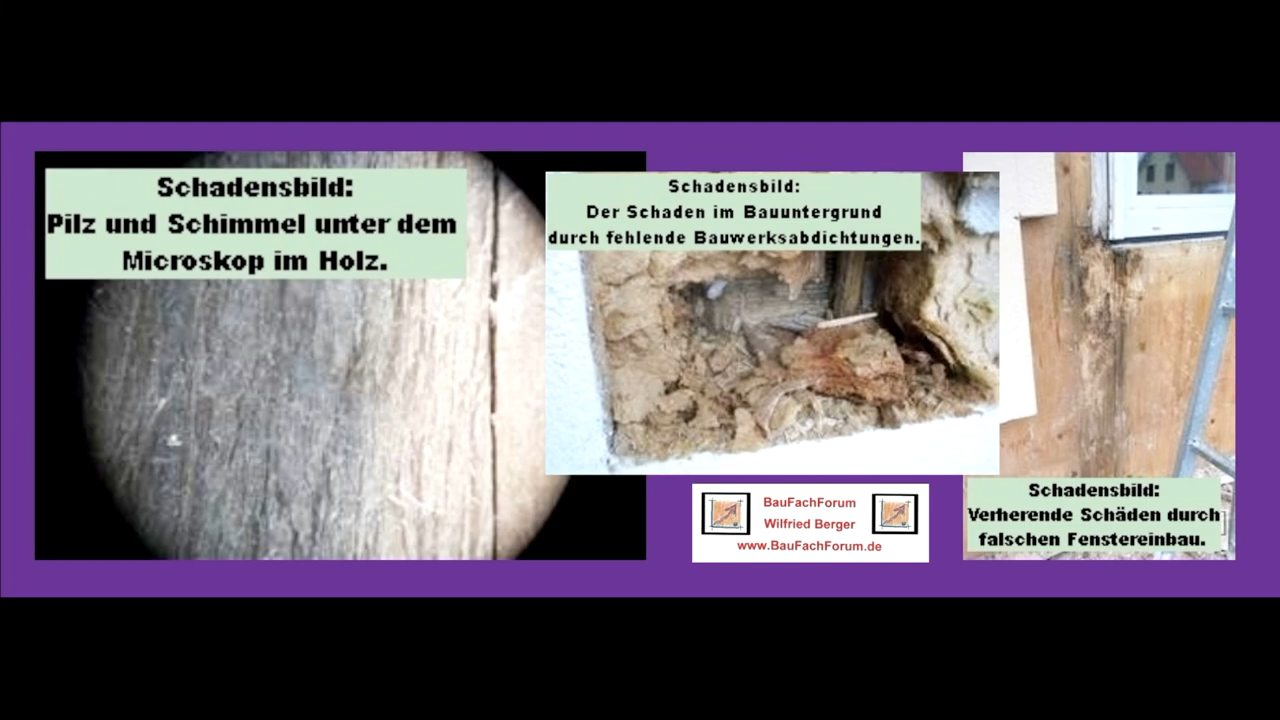 Schadensbild:
Pilz und Schimmel unter dem
Microskop im Holz.
Schadensbild:
Der Schaden im Bauuntergrund
durch fehlende Bauwerksabdichtungen.
BauFachForum
Wilfried Berger
www.BauFachForum.de
Schadensbild:
Verherende Schäden durch
falschen Fenstereinbau.